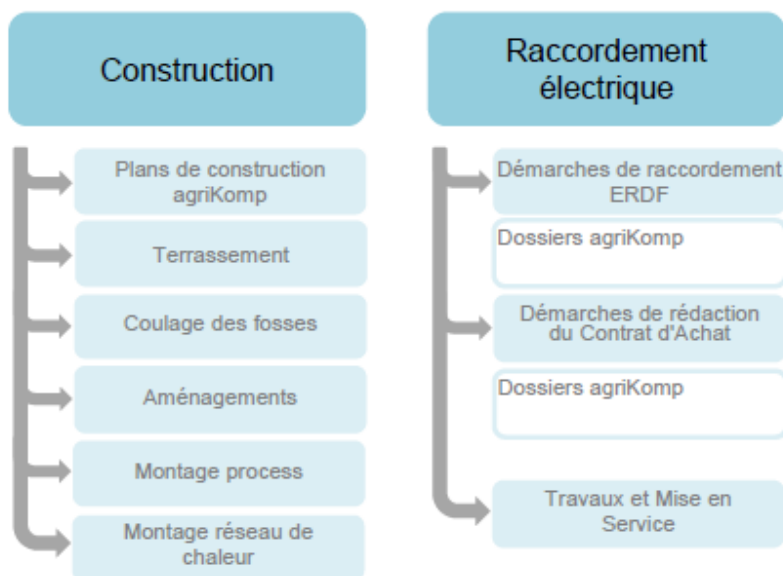 Construction
Plans de construction
agriKomp
Terrassement
Coulage des fosses
Aménagements
Montage process
Montage réseau de
chaleur
Raccordement
électrique
Démarches de raccordement
ERDF
Dossiers agriKomp
Démarches de rédaction
du Contrat d'Achat
Dossiers agriKomp
Travaux et Mise en
Service